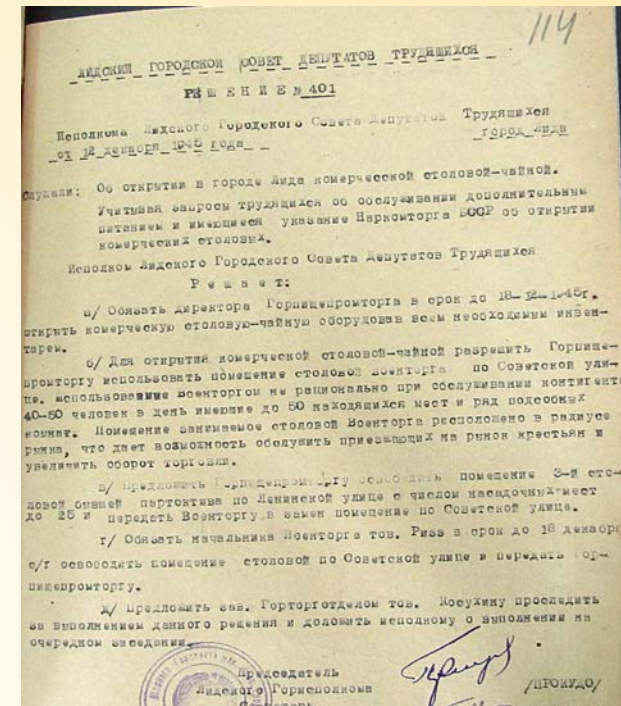 114
ЛИДСКИЙ ГОРОДСКОЙ СОВЕТ ДЕПУТАТОВ ТРУДЯЩИХСЯ
РЕШЕНИЕ № 401
Исполкома Лидского Городского Совета Депутатов Трудящихся
от 12 декабря 1945 года город Лида
Слушали: Об открытии в городе Лида комерчесской столовой-чайной.
Учитывая запросы трудящихся об обслуживании дополнительным
питанием и имеющиеся указание Наркомторга БССР об открытии
комерческих столовых.
Исполком Лидского Городского Совета Депутатов Трудящихся
Решает:
а/ Обязать директора Горпищепромторга в срок до 18-12-1945г.
открыть комерческую столовую-чайную оборудовав всем необходимым инвен-
тарем.
б/ Для открытия комерческой столовой-чайной разрешить Горпище-
промторгу использовать помещение столовой военторга по Советской ули-
це. использовавшие военторгом не рационально при обслуживании контигента
40-50 человек в день имеющие до 50 находящихся мест и ряд подсобных
комнат. Помещение занимаемое столовой Военторга расположено в радиусе
рынка, что дает возможность обслужить приезжающих на рынок крестьян и
увеличить оборот торговли.
в/ Предложить Горпищепромторгу освободить помещение 3-й сто-
ловой бывшей партоктива по Ленинской улице с числом насадочных мест
до 25 и передать Военторгу в замен помещение по Советской улице.
г/ Обязать начальника Военторга тов. Ризз в срок до 18 декабря
с/г освободить помещение столовой по Советской улице и передать Гор-
пищепромторгу.
д/ Предложить зав. Горторготделом тов. Косухину проследить
за выполнением данного решения и доложить исполкому о выполнении на
очередном заседании.
Председатель
Лидского Горисполкома /ПРОКУДО/